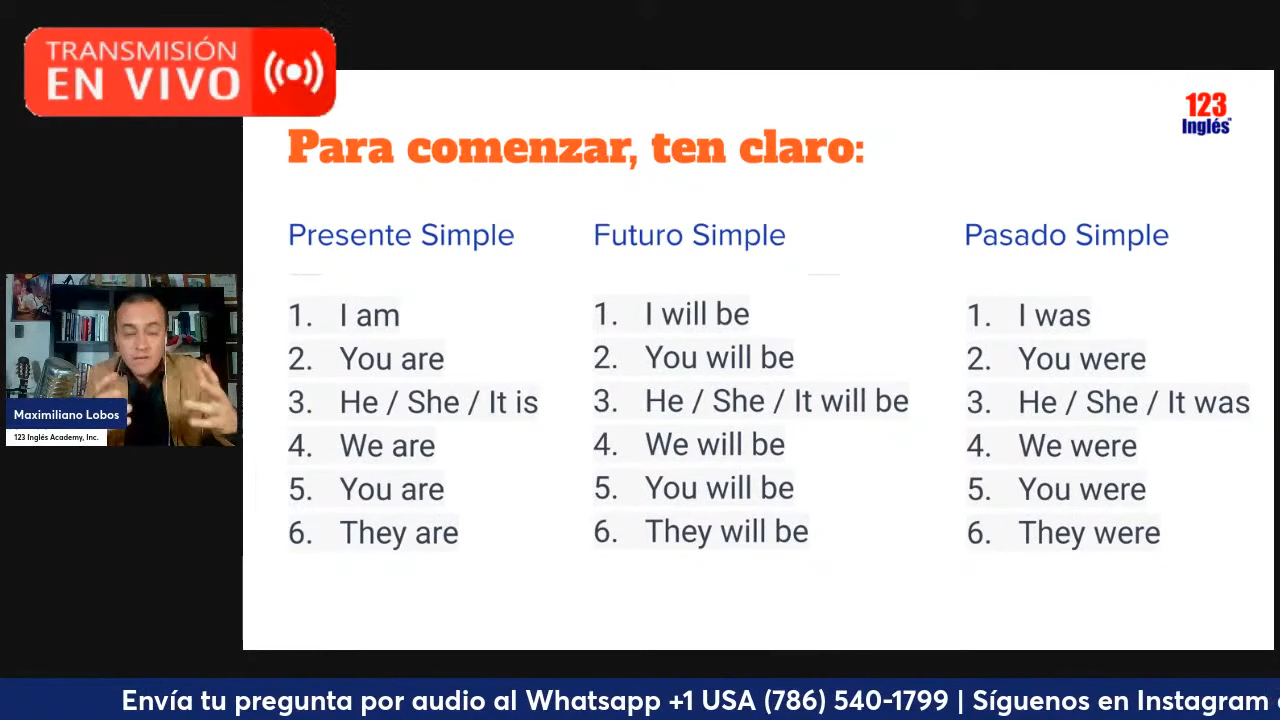 TRANSMISIÓN
EN VIVO
123
Inglés™
Para comenzar, ten claro:
Presente Simple
1. I am
2. You are
3. He / She / It is
4. We are
5. You are
6. They are
Futuro Simple
1. I will be
2. You will be
3. He / She / It will be
4. We will be
5. You will be
6. They will be
Pasado Simple
1. I was
2. You were
3. He / She / It was
4. We were
5. You were
6. They were
Maximiliano Lobos
123 Inglés Academy, Inc.
Envía tu pregunta por audio al Whatsapp +1 USA (786) 540-1799 | Síguenos en Instagram